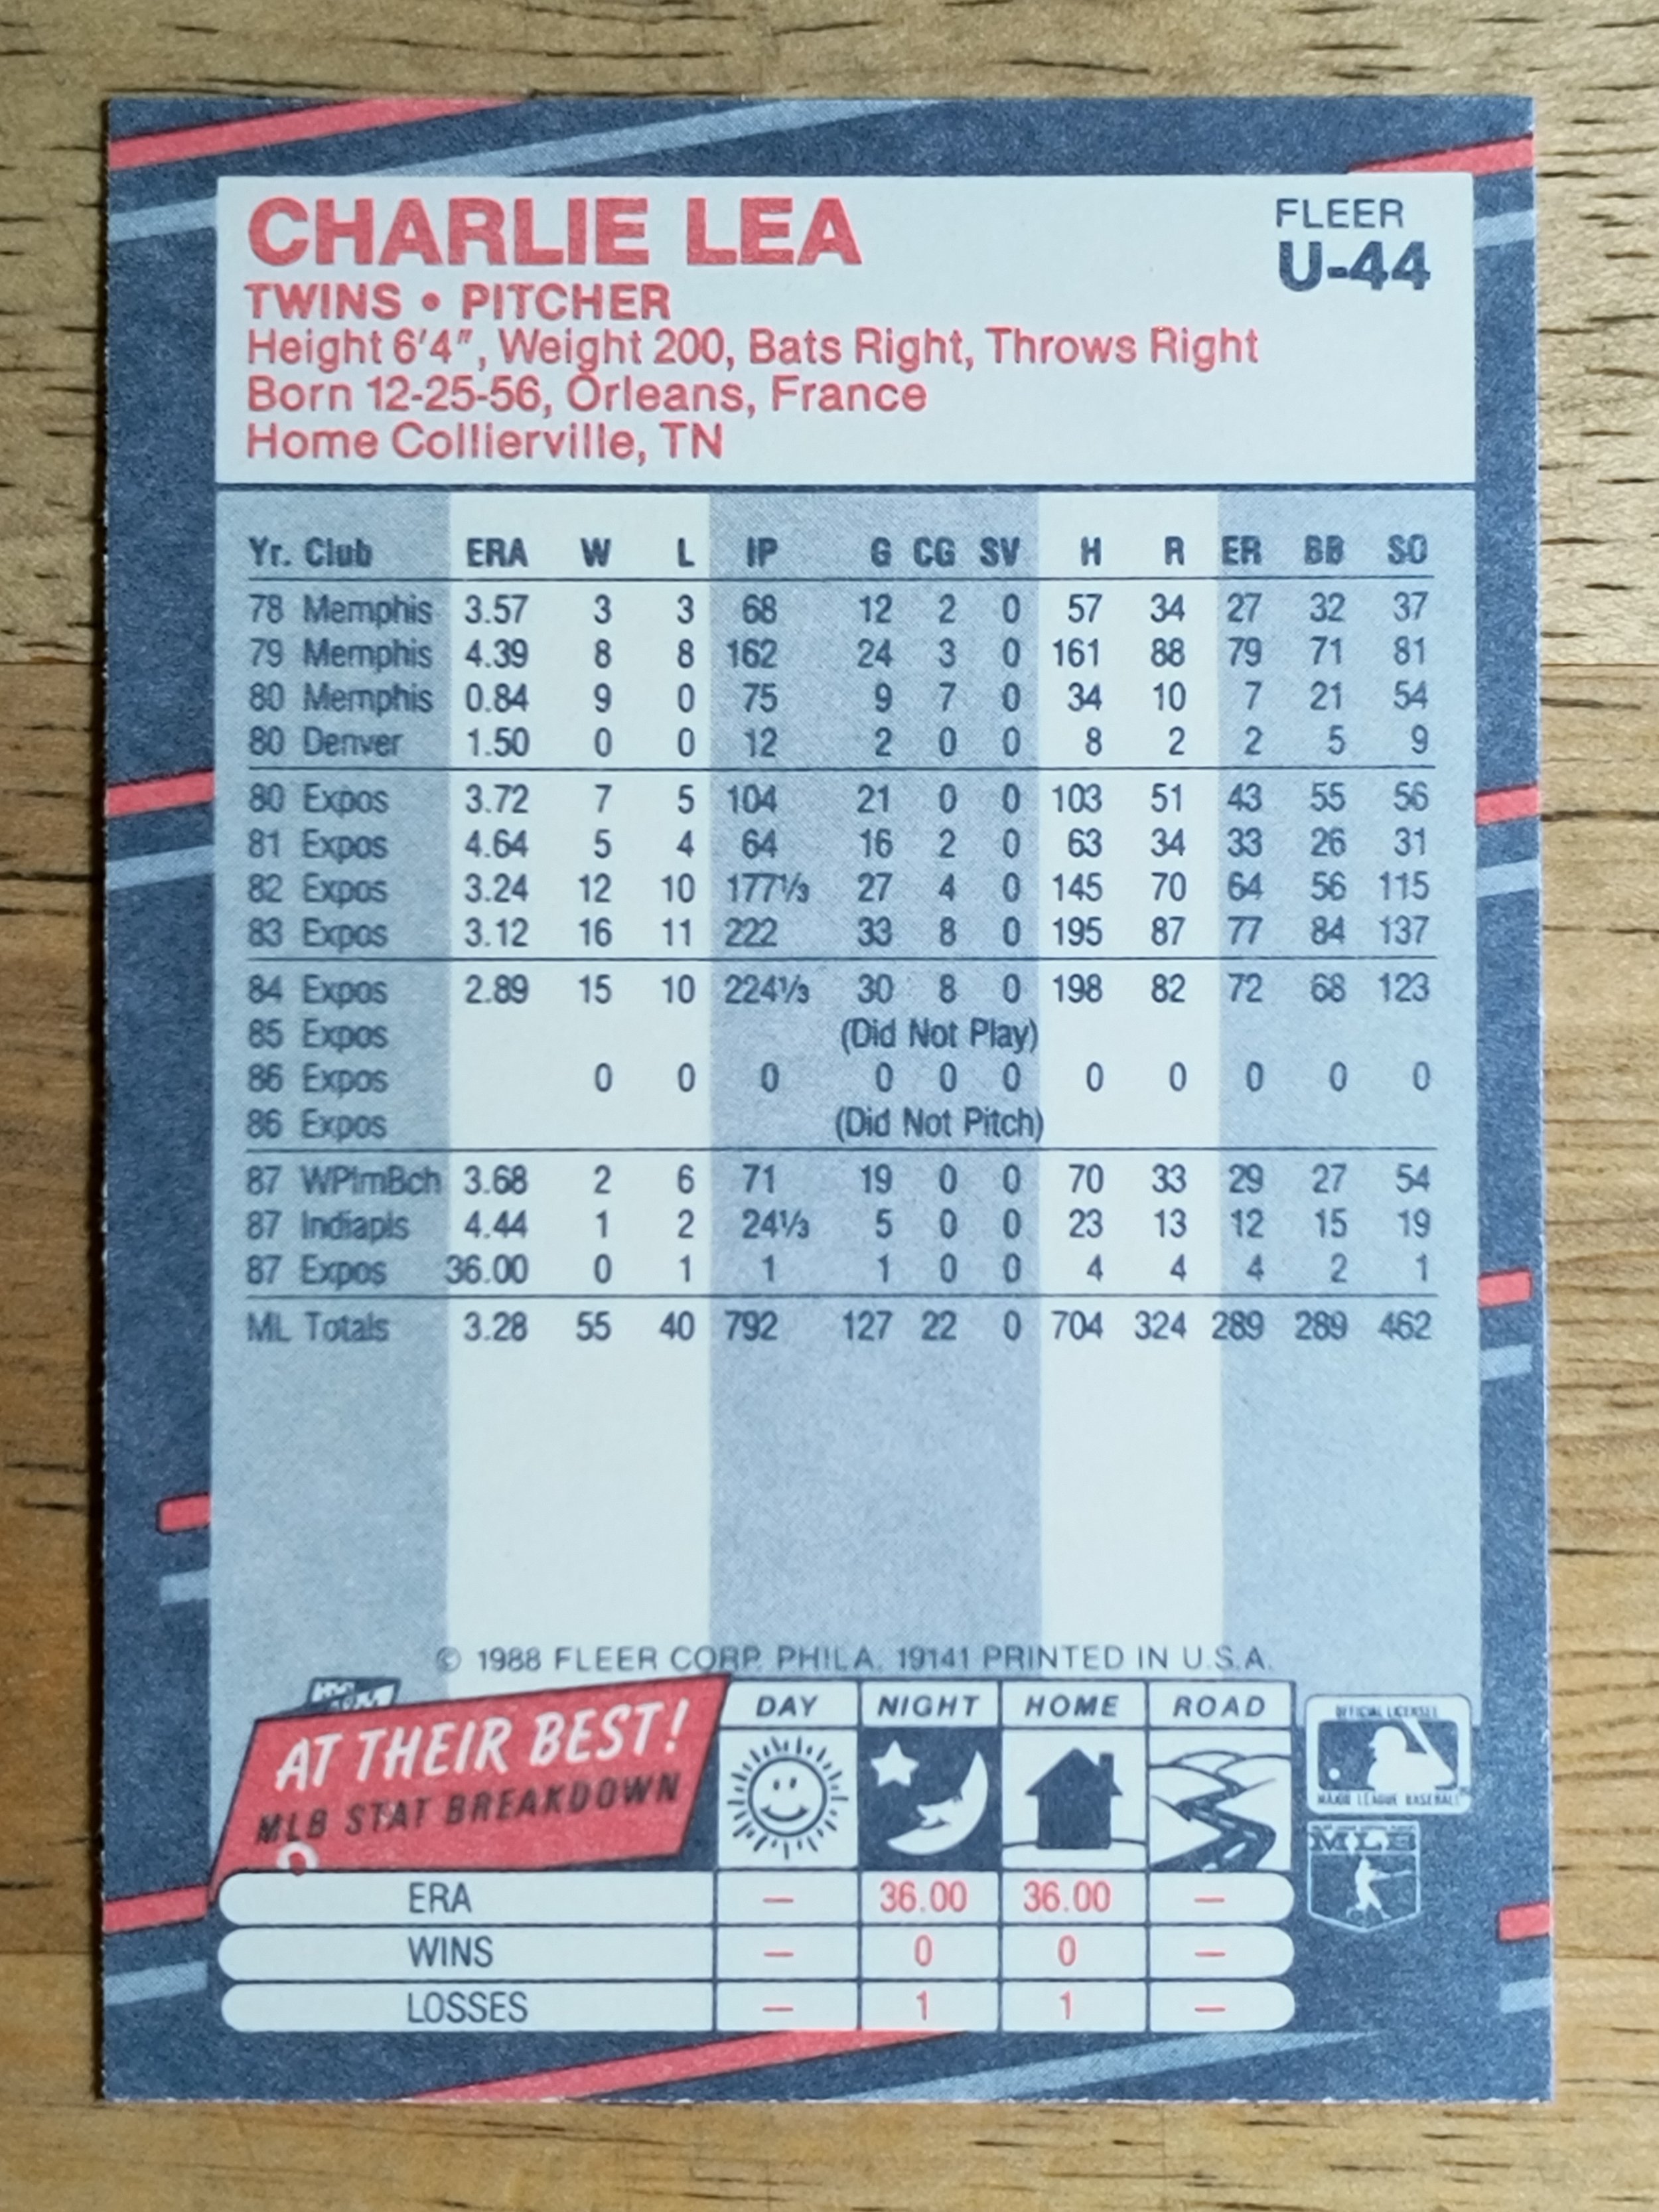 CHARLIE LEA
FLEER
U-44
TWINS • PITCHER
Height 6'4", Weight 200, Bats Right, Throws Right
Born 12-25-56, Orleans, France
Home Collierville, TN
Yr. Club ERA W L IP G CG SV H R ER BB SO
78 Memphis 3.57 3 3 68 12 2 0 57 34 27 32 37
79 Memphis 4.39 8 8 162 24 3 0 161 88 79 71 81
80 Memphis 0.84 9 0 75 9 7 0 34 10 7 21 54
80 Denver 1.50 0 0 12 2 0 0 8 2 2 5 9
80 Expos 3.72 7 5 104 21 0 0 103 51 43 55 56
81 Expos 4.64 5 4 64 16 2 0 63 34 33 26 31
82 Expos 3.24 12 10 177⅓ 27 4 0 145 70 64 56 115
83 Expos 3.12 16 11 222 33 8 0 195 87 77 84 137
84 Expos 2.89 15 10 224⅓ 30 8 0 198 82 72 68 123
85 Expos (Did Not Play)
86 Expos 0 0 0 0 0 0 0 0 0 0 0
86 Expos (Did Not Pitch)
87 WPlmBch 3.68 2 6 71 19 0 0 70 33 29 27 54
87 Indiapls 4.44 1 2 24⅓ 5 0 0 23 13 12 15 19
87 Expos 36.00 0 1 1 1 0 0 4 4 4 2 1
ML Totals 3.28 55 40 792 127 22 0 704 324 289 289 462
© 1988 FLEER CORP. PHILA. 19141 PRINTED IN U.S.A.
AT THEIR BEST!
MLB STAT BREAKDOWN
DAY NIGHT HOME ROAD
OFFICIAL LICENSEE
MAJOR LEAGUE BASEBALL
MLB
ERA — 36.00 36.00 —
WINS — 0 0 —
LOSSES — 1 1 —